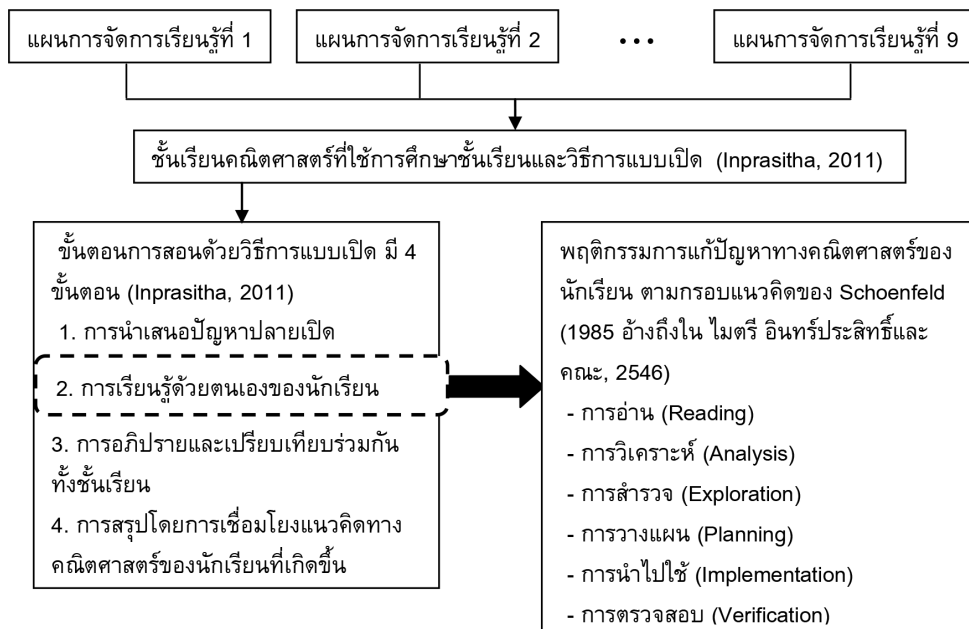 แผนการจัดการเรียนรู้ที่ 1
แผนการจัดการเรียนรู้ที่ 2
...
แผนการจัดการเรียนรู้ที่ 9
ชั้นเรียนคณิตศาสตร์ที่ใช้การศึกษาชั้นเรียนและวิธีการแบบเปิด (Inprasitha, 2011)
ขั้นตอนการสอนด้วยวิธีการแบบเปิด มี 4
ขั้นตอน (Inprasitha, 2011)
1. การนำเสนอปัญหาปลายเปิด
2. การเรียนรู้ด้วยตนเองของนักเรียน
3. การอภิปรายและเปรียบเทียบร่วมกัน
ทั้งชั้นเรียน
4. การสรุปโดยการเชื่อมโยงแนวคิดทาง
คณิตศาสตร์ของนักเรียนที่เกิดขึ้น
พฤติกรรมการแก้ปัญหาทางคณิตศาสตร์ของ
นักเรียน ตามกรอบแนวคิดของ Schoenfeld
(1985 อ้างถึงใน ไมตรี อินทร์ประสิทธิ์และ
คณะ, 2546)
- การอ่าน (Reading)
- การวิเคราะห์ (Analysis)
- การสำรวจ (Exploration)
- การวางแผน (Planning)
- การนำไปใช้ (Implementation)
- การตรวจสอบ (Verification)